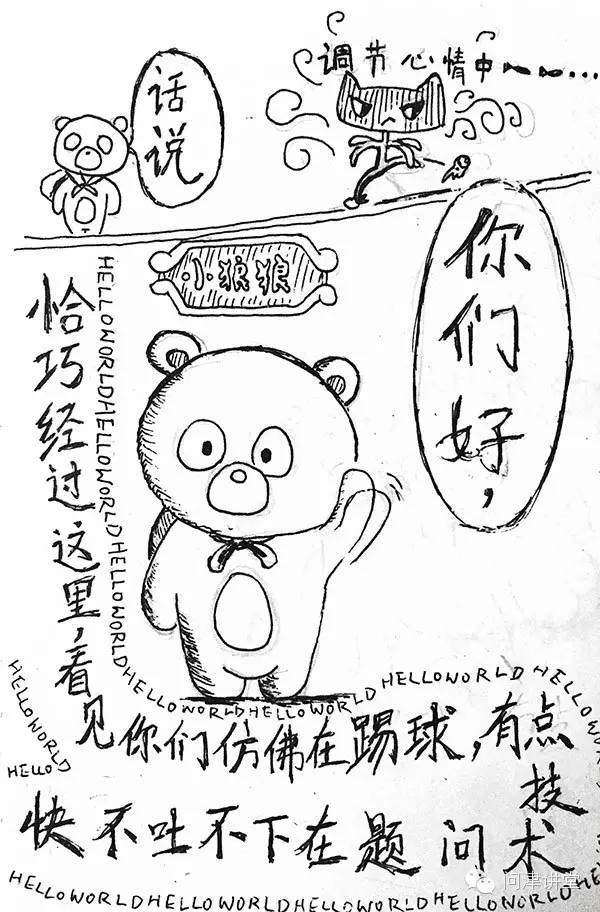 调节心情中~~~...
话说
小狼狼
你们好，
恰巧经过这里，看见
你们仿佛在踢球，有点
技
术问题在下不吐不快
HELLOWORLDHELLOWORLDHELLOWORLD
HELLOWORLDHELLOWORLD
HELLOWORLD
HELLOWORLD
HELLOWORLD
HELLO
HELLOWORLDHELLOWORLDHELLOWORLDHELLOWORLD
问津讲堂